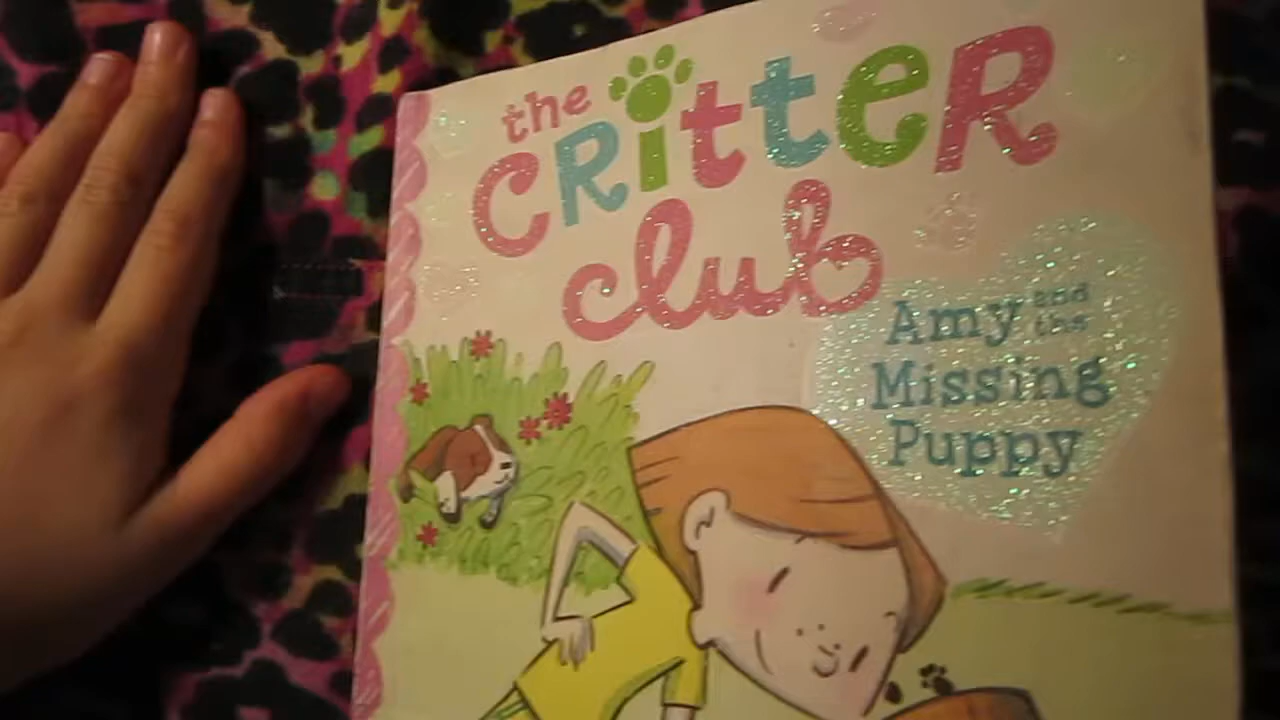 the
CRitteR
club
Amy and the
Missing
Puppy